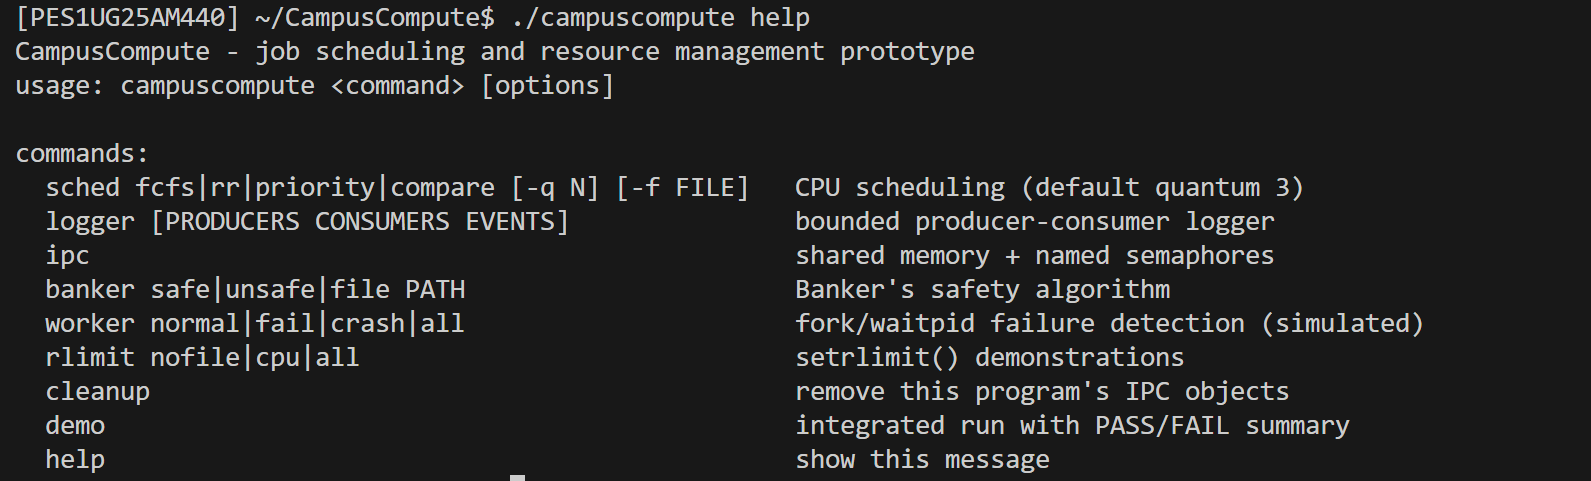 [PES1UG25AM440] ~/CampusCompute$ ./campuscompute help
CampusCompute - job scheduling and resource management prototype
usage: campuscompute <command> [options]

commands:
  sched fcfs|rr|priority|compare [-q N] [-f FILE]   CPU scheduling (default quantum 3)
  logger [PRODUCERS CONSUMERS EVENTS]               bounded producer-consumer logger
  ipc                                               shared memory + named semaphores
  banker safe|unsafe|file PATH                      Banker's safety algorithm
  worker normal|fail|crash|all                      fork/waitpid failure detection (simulated)
  rlimit nofile|cpu|all                             setrlimit() demonstrations
  cleanup                                           remove this program's IPC objects
  demo                                              integrated run with PASS/FAIL summary
  help                                              show this message